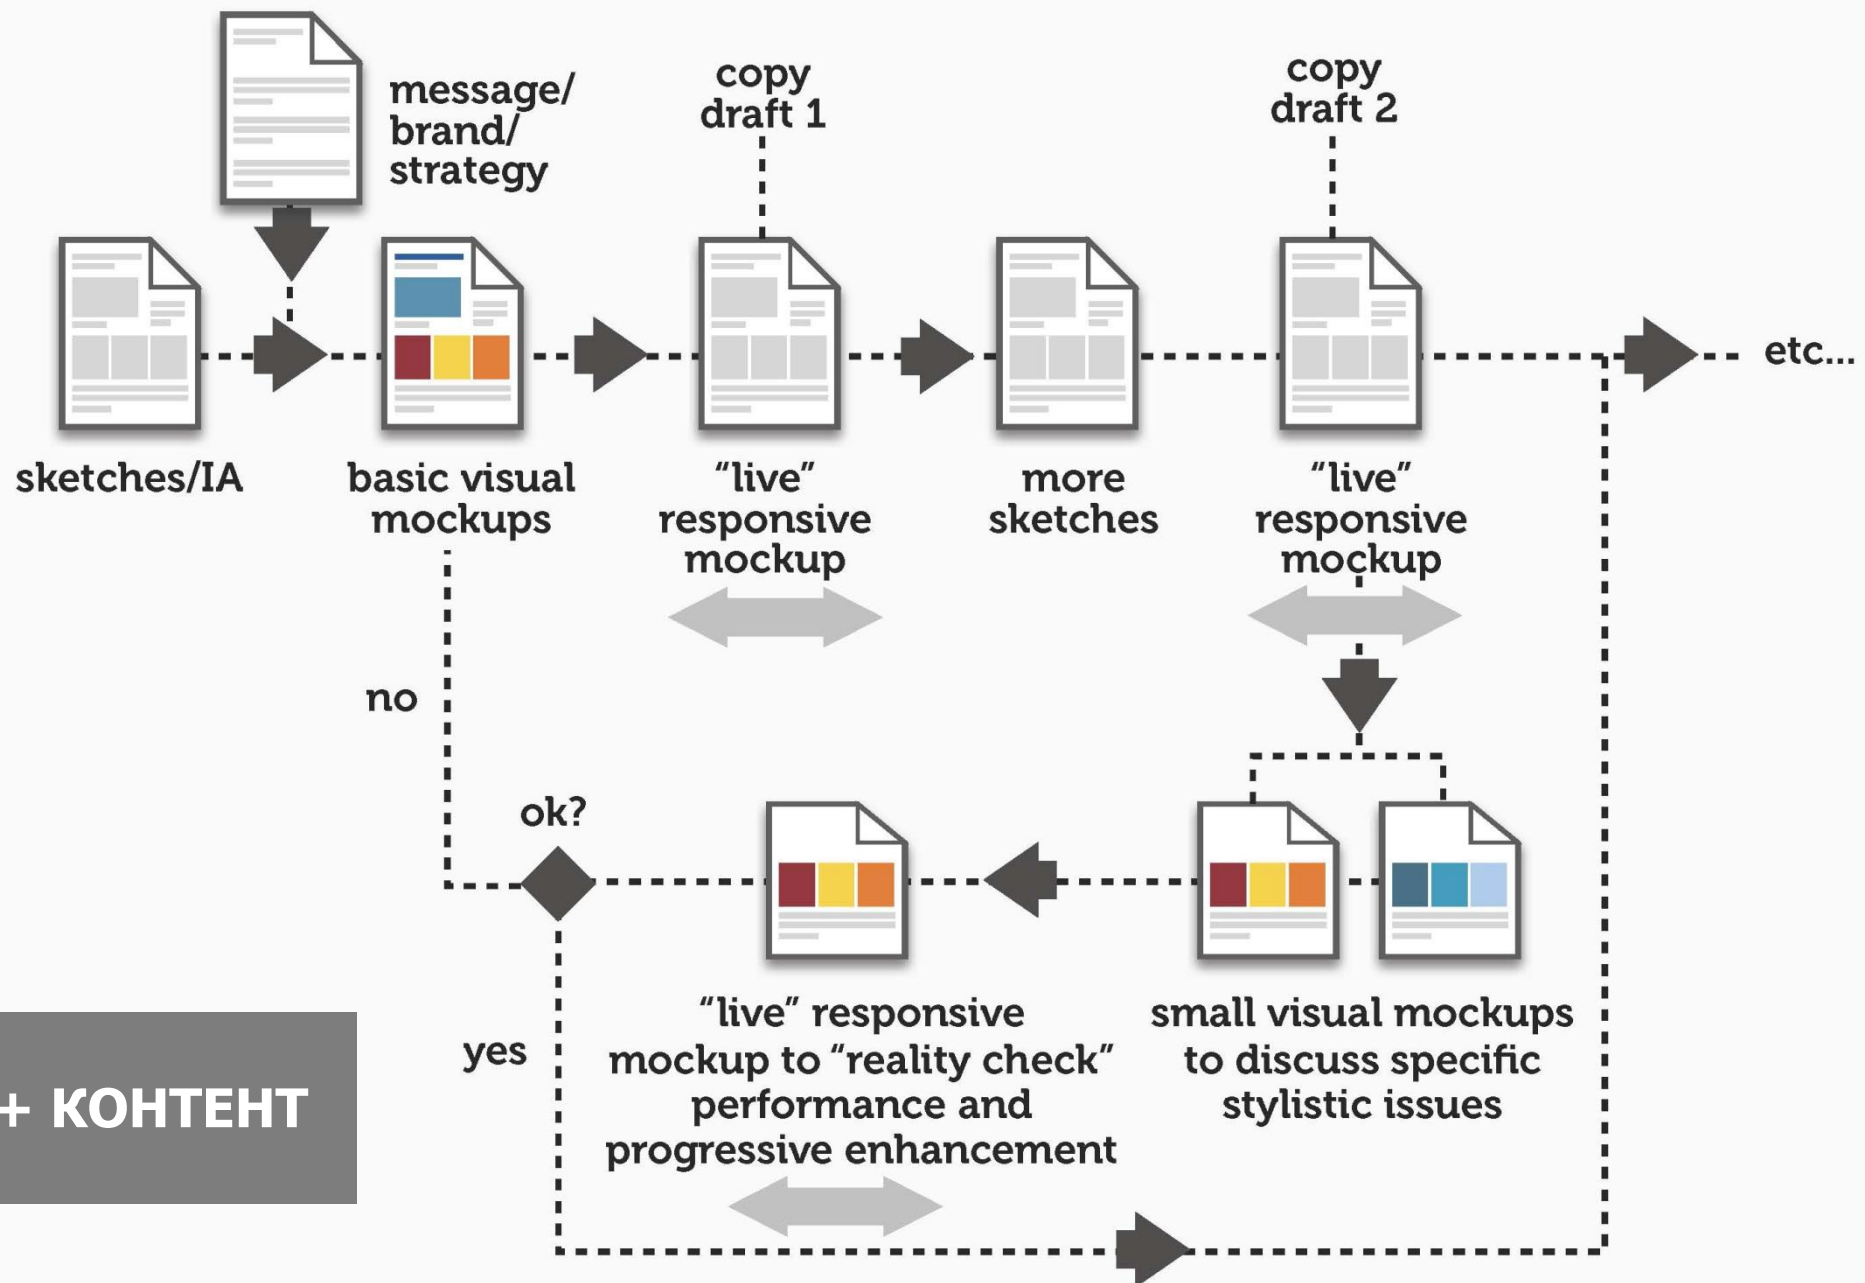 message/
brand/
strategy
copy
draft 1
copy
draft 2
etc...
sketches/IA
basic visual
mockups
“live”
responsive
mockup
more
sketches
“live”
responsive
mockup
no
ok?
yes
“live” responsive
mockup to “reality check”
performance and
progressive enhancement
small visual mockups
to discuss specific
stylistic issues
+ КОНТЕНТ